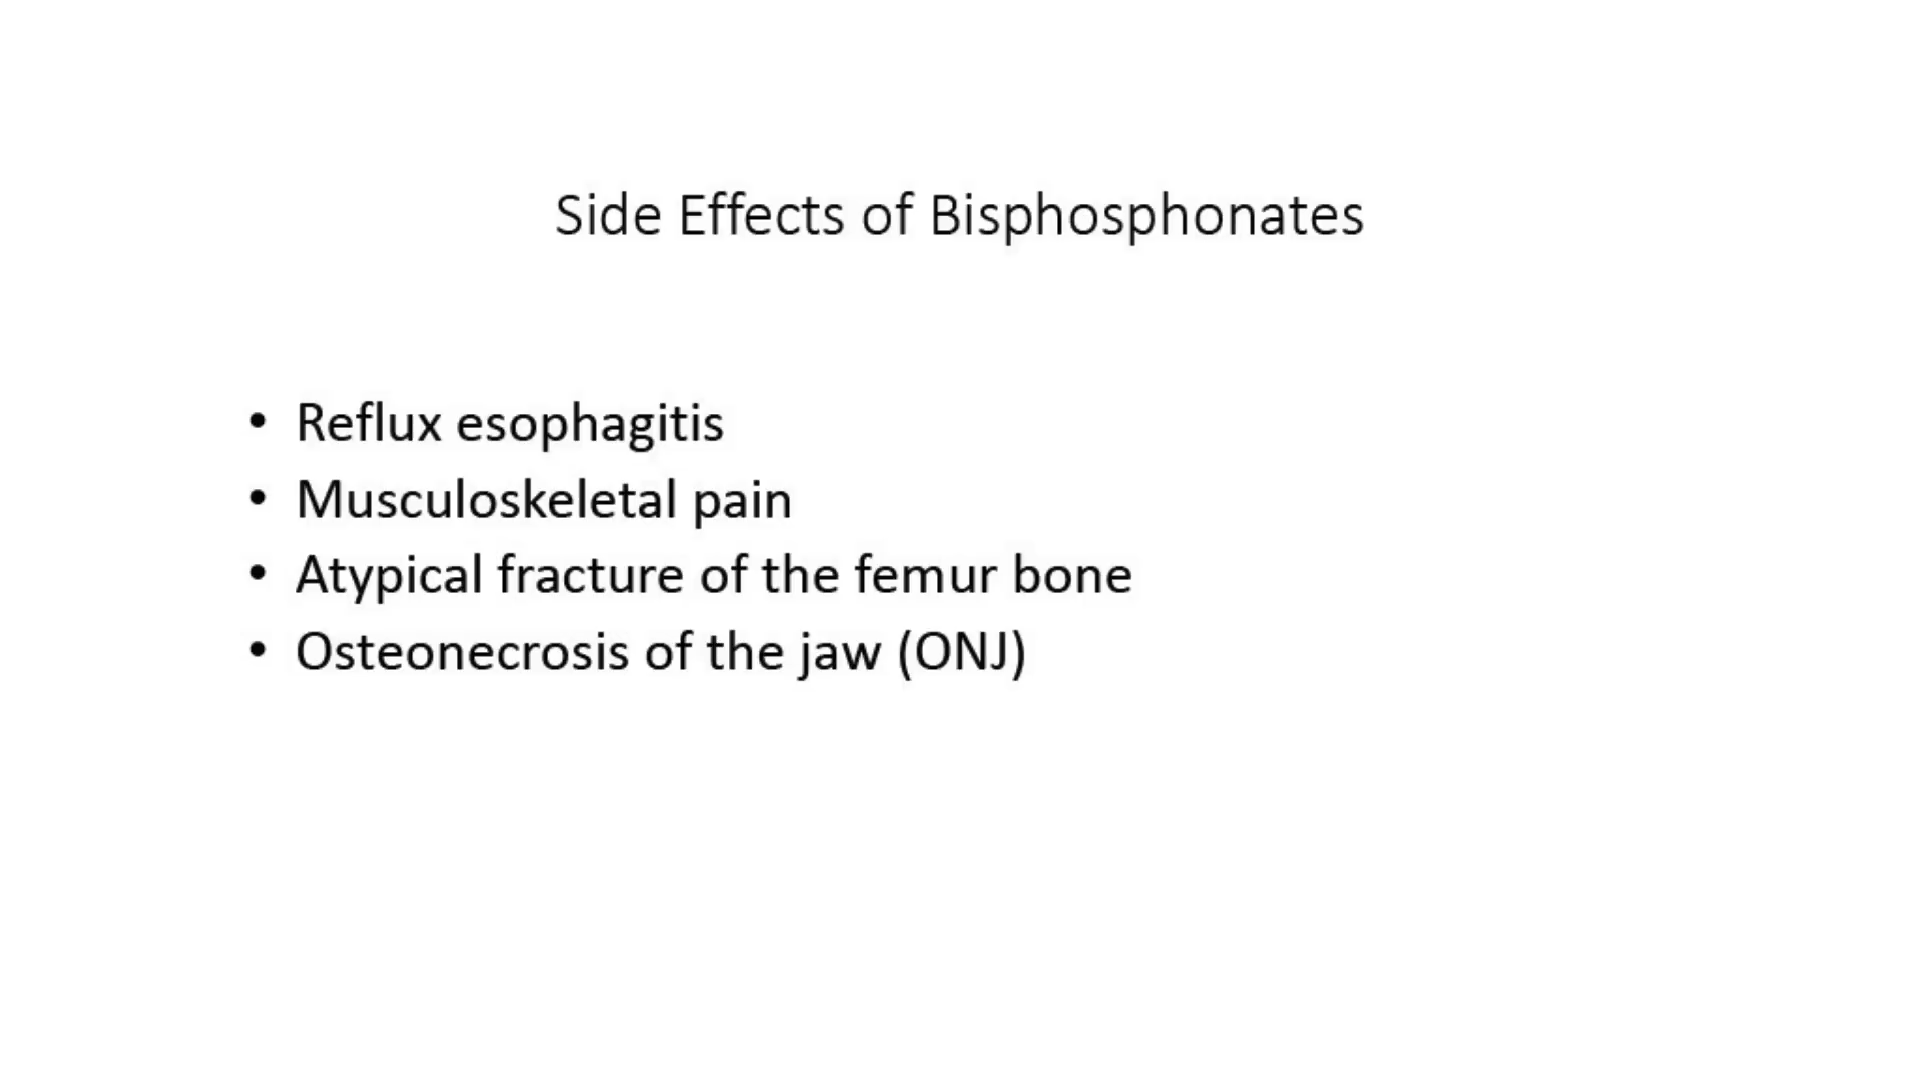 Side Effects of Bisphosphonates
• Reflux esophagitis
• Musculoskeletal pain
• Atypical fracture of the femur bone
• Osteonecrosis of the jaw (ONJ)